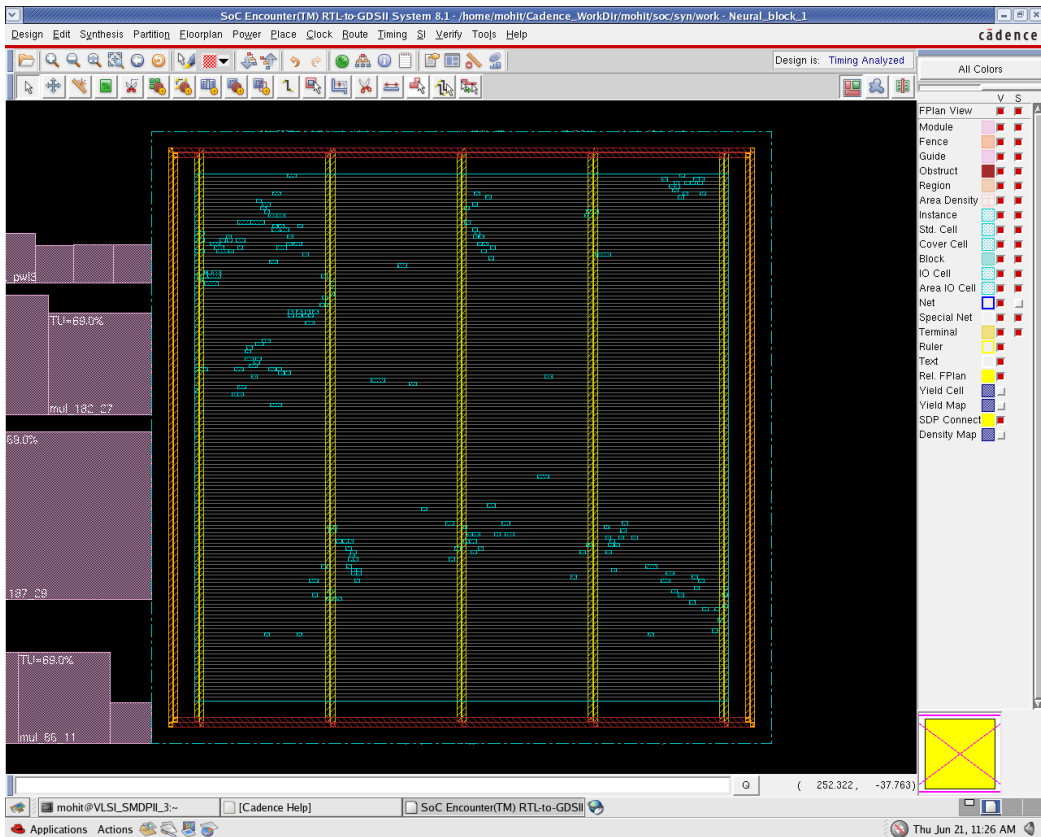 SoC Encounter(TM) RTL-to-GDSII System 8.1 - /home/mohit/Cadence_WorkDir/mohit/soc/syn/work - Neural_block_1
Design Edit Synthesis Partition Floorplan Power Place Clock Route Timing SI Verify Tools Help
cādence
Design is: Timing Analyzed
All Colors
V S
FPlan View
Module
Fence
Guide
Obstruct
Region
Area Density
Instance
Std. Cell
Cover Cell
Block
IO Cell
Area IO Cell
Net
Special Net
Terminal
Ruler
Text
Rel. FPlan
Yield Cell
Yield Map
SDP Connect
Density Map
pwl3
TU=69.0%
mul_182_27
69.0%
187_29
TU=69.0%
mul_66_11
Q ( 252.322, -37.763)
mohit@VLSI_SMDPII_3:~ [Cadence Help] SoC Encounter(TM) RTL-to-GDSII
Applications Actions Thu Jun 21, 11:26 AM